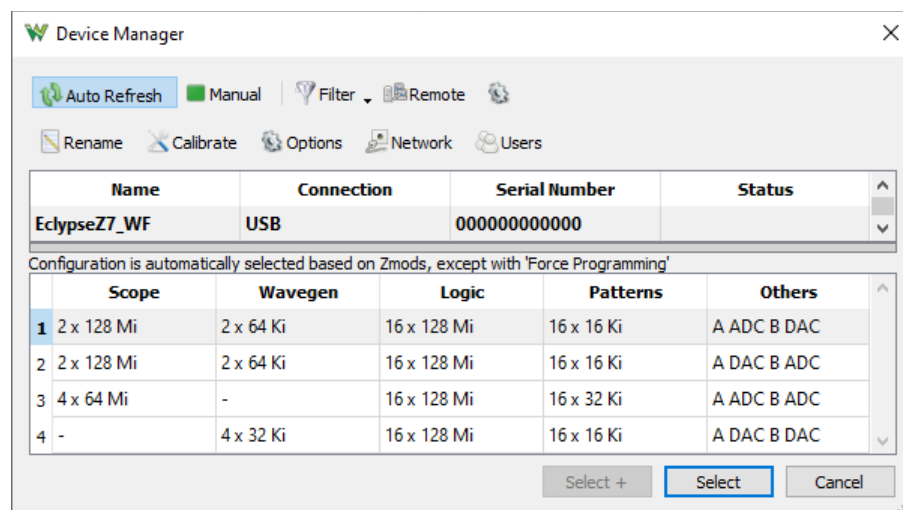 Device Manager
Auto Refresh Manual Filter Remote
Rename Calibrate Options Network Users
Name Connection Serial Number Status
EclypseZ7_WF USB 000000000000
Configuration is automatically selected based on Zmods, except with 'Force Programming'
Scope Wavegen Logic Patterns Others
1 2 x 128 Mi 2 x 64 Ki 16 x 128 Mi 16 x 16 Ki A ADC B DAC
2 2 x 128 Mi 2 x 64 Ki 16 x 128 Mi 16 x 16 Ki A DAC B ADC
3 4 x 64 Mi - 16 x 128 Mi 16 x 32 Ki A ADC B ADC
4 - 4 x 32 Ki 16 x 128 Mi 16 x 16 Ki A DAC B DAC
Select + Select Cancel